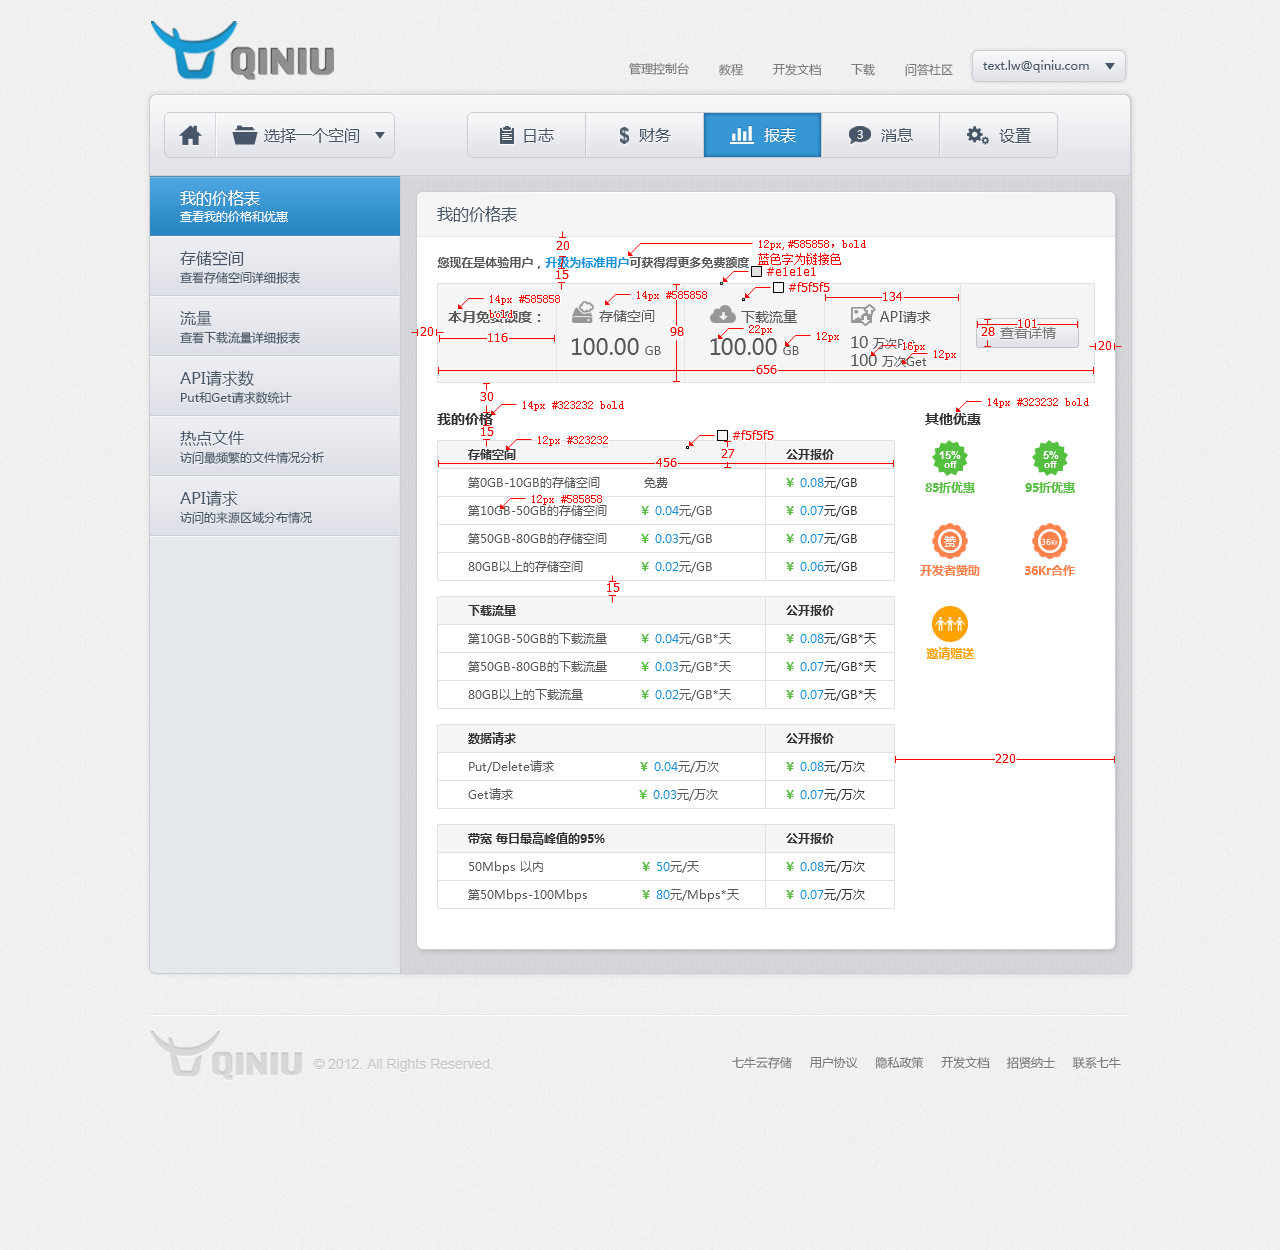 QINIU
管理控制台 教程 开发文档 下载 问答社区 text.lw@qiniu.com
选择一个空间 日志 财务 报表 3 消息 设置
我的价格表
查看我的价格和优惠
存储空间
查看存储空间详细报表
流量
查看下载流量详细报表
API请求数
Put和Get请求数统计
热点文件
访问最频繁的文件情况分析
API请求
访问的来源区域分布情况
我的价格表
20
12px,#585858，bold
蓝色字为链接色
您现在是体验用户，升级为标准用户可获得得更多免费额度
15
#e1e1e1
#f5f5f5
14px #585858
bold
本月免费额度：
14px #585858
存储空间
100.00 GB
下载流量
22px
12px
100.00 GB
134
API请求
10 万次Put
16px
12px
100 万次Get
101
28
查看详情
20
116
98
20
656
30
14px #323232 bold
我的价格
15
12px #323232
#f5f5f5
27
456
存储空间 公开报价
第0GB-10GB的存储空间 免费 ¥ 0.08元/GB
12px #585858
第10GB-50GB的存储空间 ¥ 0.04元/GB ¥ 0.07元/GB
第50GB-80GB的存储空间 ¥ 0.03元/GB ¥ 0.07元/GB
80GB以上的存储空间 ¥ 0.02元/GB ¥ 0.06元/GB
15
下载流量 公开报价
第10GB-50GB的下载流量 ¥ 0.04元/GB*天 ¥ 0.08元/GB*天
第50GB-80GB的下载流量 ¥ 0.03元/GB*天 ¥ 0.07元/GB*天
80GB以上的下载流量 ¥ 0.02元/GB*天 ¥ 0.07元/GB*天
数据请求 公开报价
Put/Delete请求 ¥ 0.04元/万次 ¥ 0.08元/万次
Get请求 ¥ 0.03元/万次 ¥ 0.07元/万次
带宽 每日最高峰值的95% 公开报价
50Mbps 以内 ¥ 50元/天 ¥ 0.08元/万次
第50Mbps-100Mbps ¥ 80元/Mbps*天 ¥ 0.07元/万次
14px #323232 bold
其他优惠
15% off 5% off
85折优惠 95折优惠
赞 36Kr
开发者赞助 36Kr合作
邀请赠送
220
QINIU © 2012. All Rights Reserved.
七牛云存储 用户协议 隐私政策 开发文档 招贤纳士 联系七牛